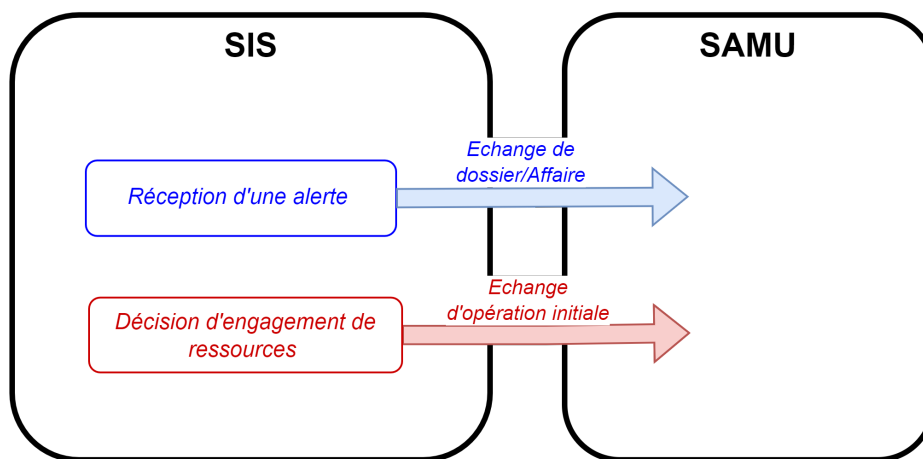 SIS
SAMU
Echange de
dossier/Affaire
Réception d'une alerte
Echange
d'opération initiale
Décision d'engagement de
ressources